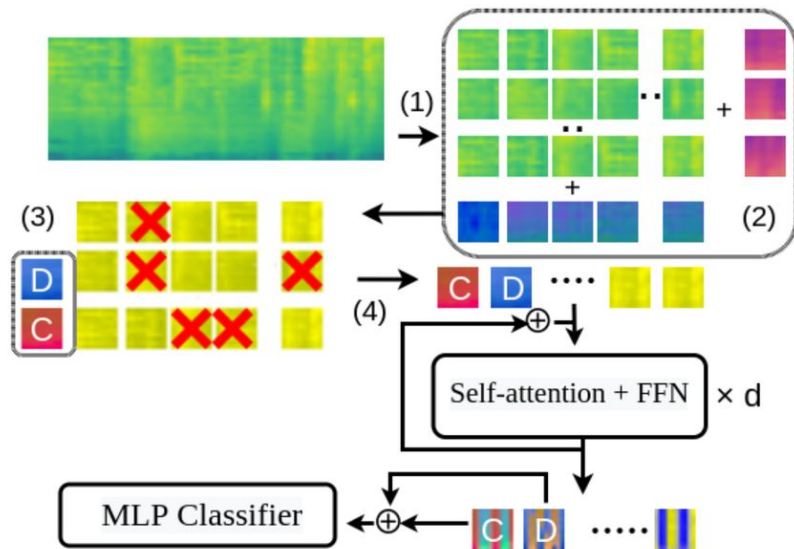 (1)
..
+
..
+
(2)
(3)
D
C
(4)
C D ....
+
Self-attention + FFN × d
MLP Classifier
+
C D .....